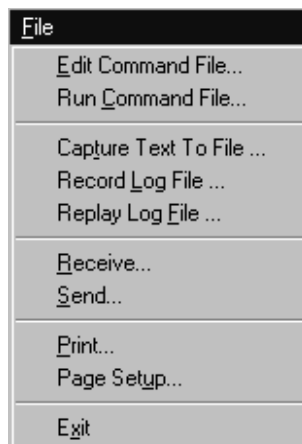 File
Edit Command File...
Run Command File...
Capture Text To File ...
Record Log File ...
Replay Log File ...
Receive...
Send...
Print...
Page Setup...
Exit